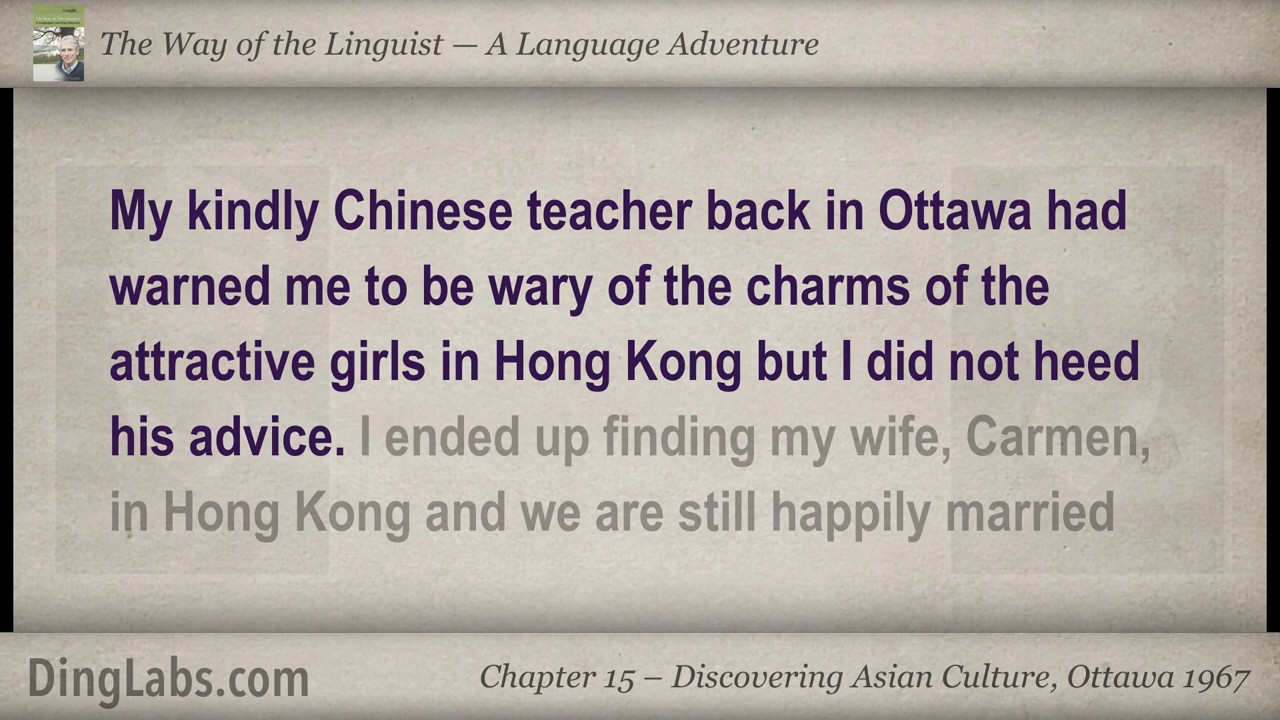 The Way of the Linguist — A Language Adventure
My kindly Chinese teacher back in Ottawa had
warned me to be wary of the charms of the
attractive girls in Hong Kong but I did not heed
his advice. I ended up finding my wife, Carmen,
in Hong Kong and we are still happily married
DingLabs.com
Chapter 15 – Discovering Asian Culture, Ottawa 1967